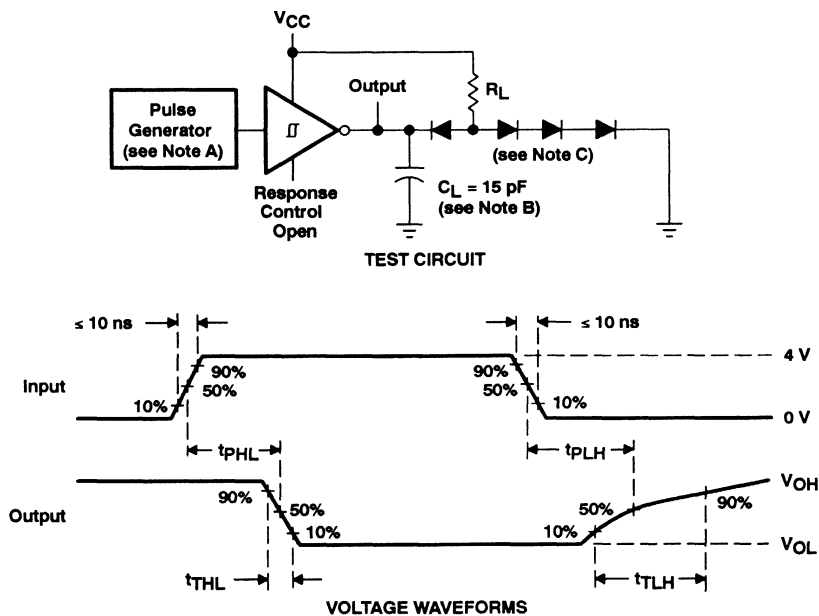 VCC
Output
RL
Pulse
Generator
(see Note A)
(see Note C)
CL = 15 pF
(see Note B)
Response
Control
Open
TEST CIRCUIT
≤ 10 ns
≤ 10 ns
4 V
Input
90%
50%
10%
90%
50%
10%
0 V
tPHL
tPLH
VOH
Output
90%
50%
10%
50%
10%
90%
VOL
tTHL
tTLH
VOLTAGE WAVEFORMS